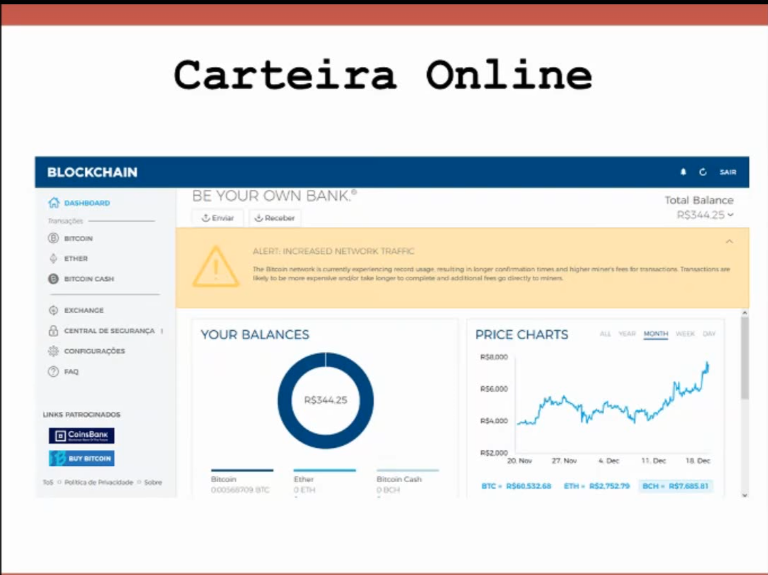 Carteira Online
BLOCKCHAIN
SAIR
DASHBOARD
Transações
BITCOIN
ETHER
BITCOIN CASH
EXCHANGE
CENTRAL DE SEGURANÇA
CONFIGURAÇÕES
FAQ
LINKS PATROCINADOS
CoinsBank
BUY BITCOIN
ToS Política de Privacidade Sobre
BE YOUR OWN BANK.®
Enviar Receber
Total Balance
R$344.25
ALERT: INCREASED NETWORK TRAFFIC
The Bitcoin network is currently experiencing record usage, resulting in longer confirmation times and higher miner's fees for transactions. Transactions are
likely to be more expensive and/or take longer to complete and additional fees go directly to miners.
YOUR BALANCES
R$344.25
Bitcoin Ether Bitcoin Cash
0.00568709 BTC 0 ETH 0 BCH
PRICE CHARTS ALL YEAR MONTH WEEK DAY
R$8,000
R$6,000
R$4,000
R$2,000
20. Nov 27. Nov 4. Dec 11. Dec 18. Dec
BTC = R$60,532.68 ETH = R$2,752.79 BCH = R$7,685.81